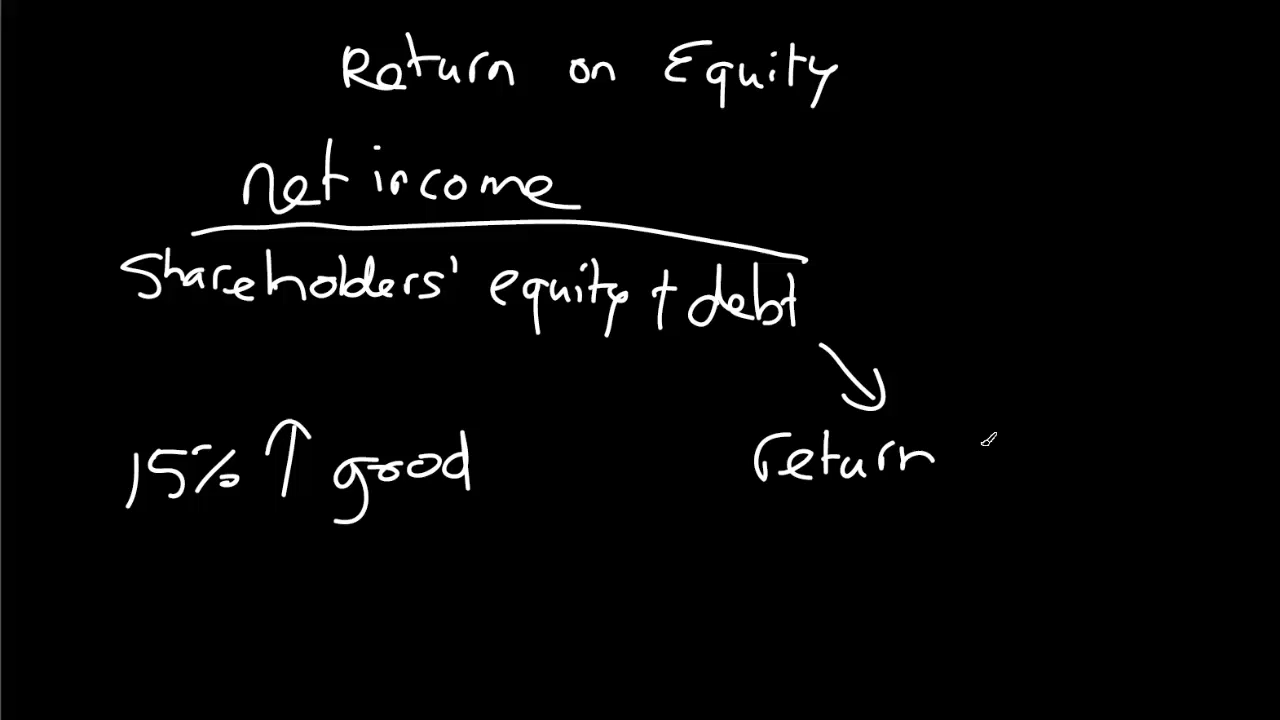 Return on Equity
net income
Shareholders' equity + debt
15% ↑ good
return